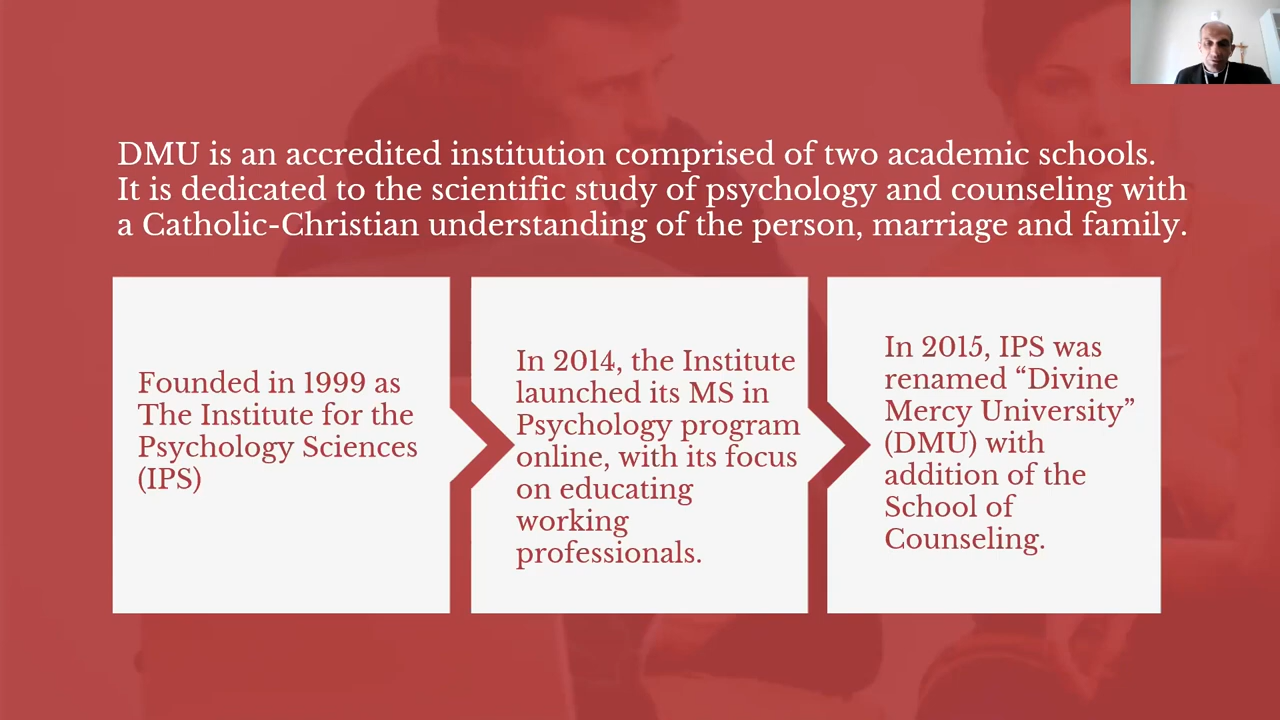 DMU is an accredited institution comprised of two academic schools.
It is dedicated to the scientific study of psychology and counseling with
a Catholic-Christian understanding of the person, marriage and family.
Founded in 1999 as
The Institute for the
Psychology Sciences
(IPS)
In 2014, the Institute
launched its MS in
Psychology program
online, with its focus
on educating
working
professionals.
In 2015, IPS was
renamed “Divine
Mercy University”
(DMU) with
addition of the
School of
Counseling.